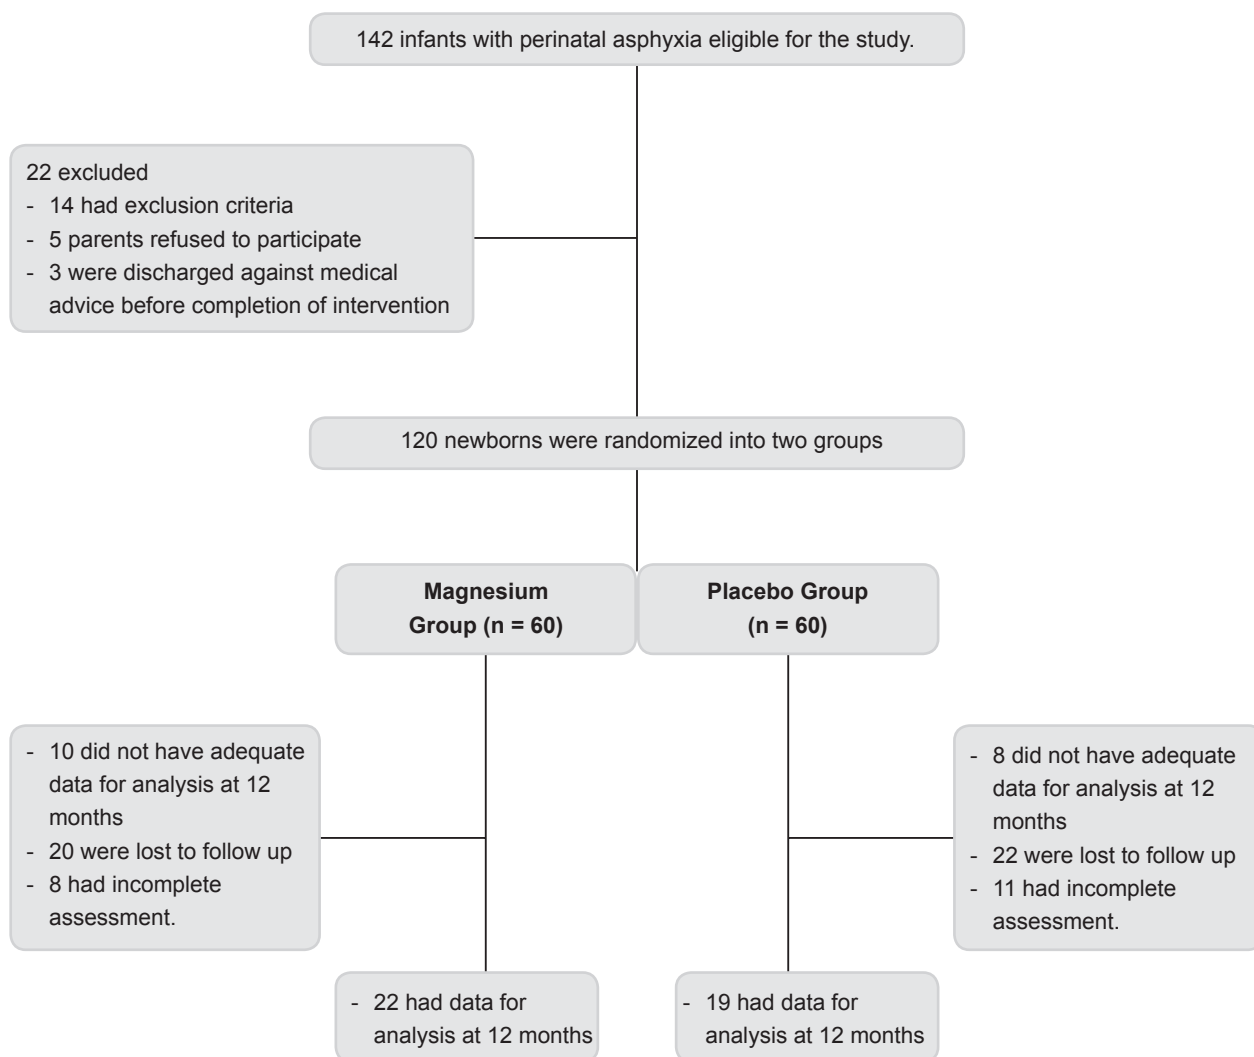 142 infants with perinatal asphyxia eligible for the study.
22 excluded
- 14 had exclusion criteria
- 5 parents refused to participate
- 3 were discharged against medical
advice before completion of intervention
120 newborns were randomized into two groups
Magnesium
Group (n = 60)
Placebo Group
(n = 60)
- 10 did not have adequate
data for analysis at 12
months
- 20 were lost to follow up
- 8 had incomplete
assessment.
- 8 did not have adequate
data for analysis at 12
months
- 22 were lost to follow up
- 11 had incomplete
assessment.
- 22 had data for
analysis at 12 months
- 19 had data for
analysis at 12 months